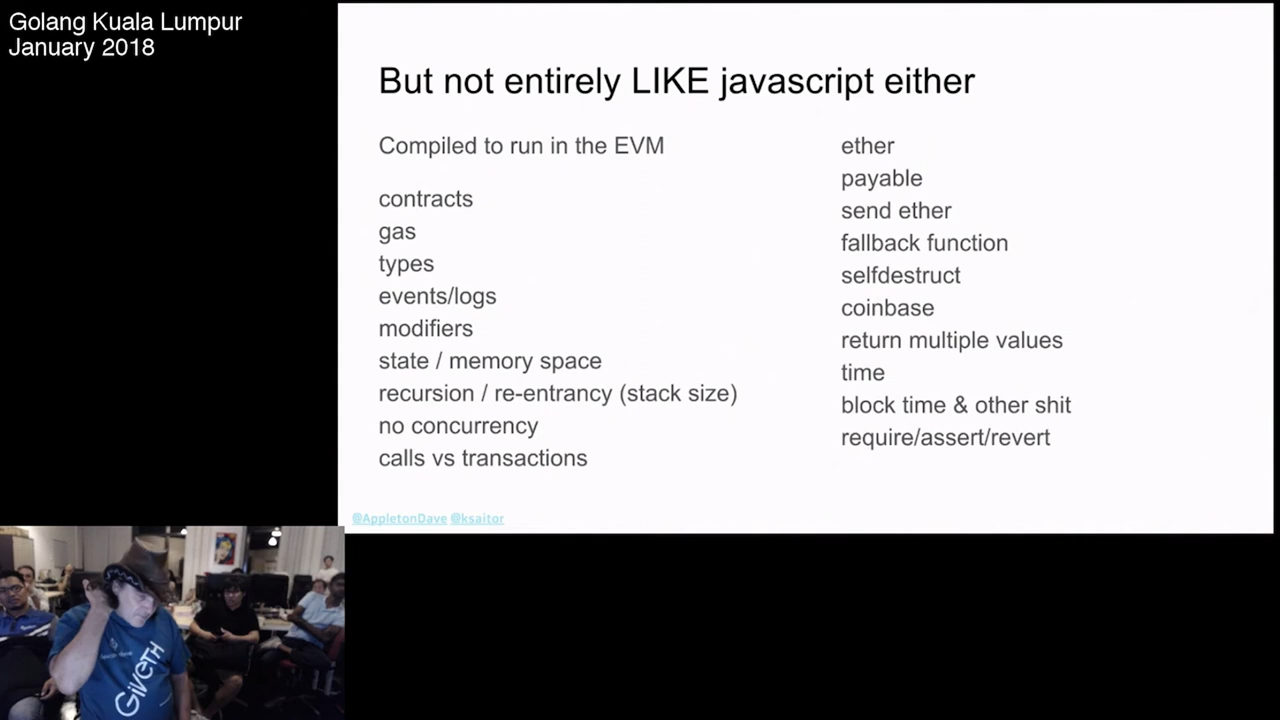 Golang Kuala Lumpur
January 2018
But not entirely LIKE javascript either
Compiled to run in the EVM
contracts
gas
types
events/logs
modifiers
state / memory space
recursion / re-entrancy (stack size)
no concurrency
calls vs transactions
ether
payable
send ether
fallback function
selfdestruct
coinbase
return multiple values
time
block time & other shit
require/assert/revert
@AppletonDave @ksaitor
GIVETH